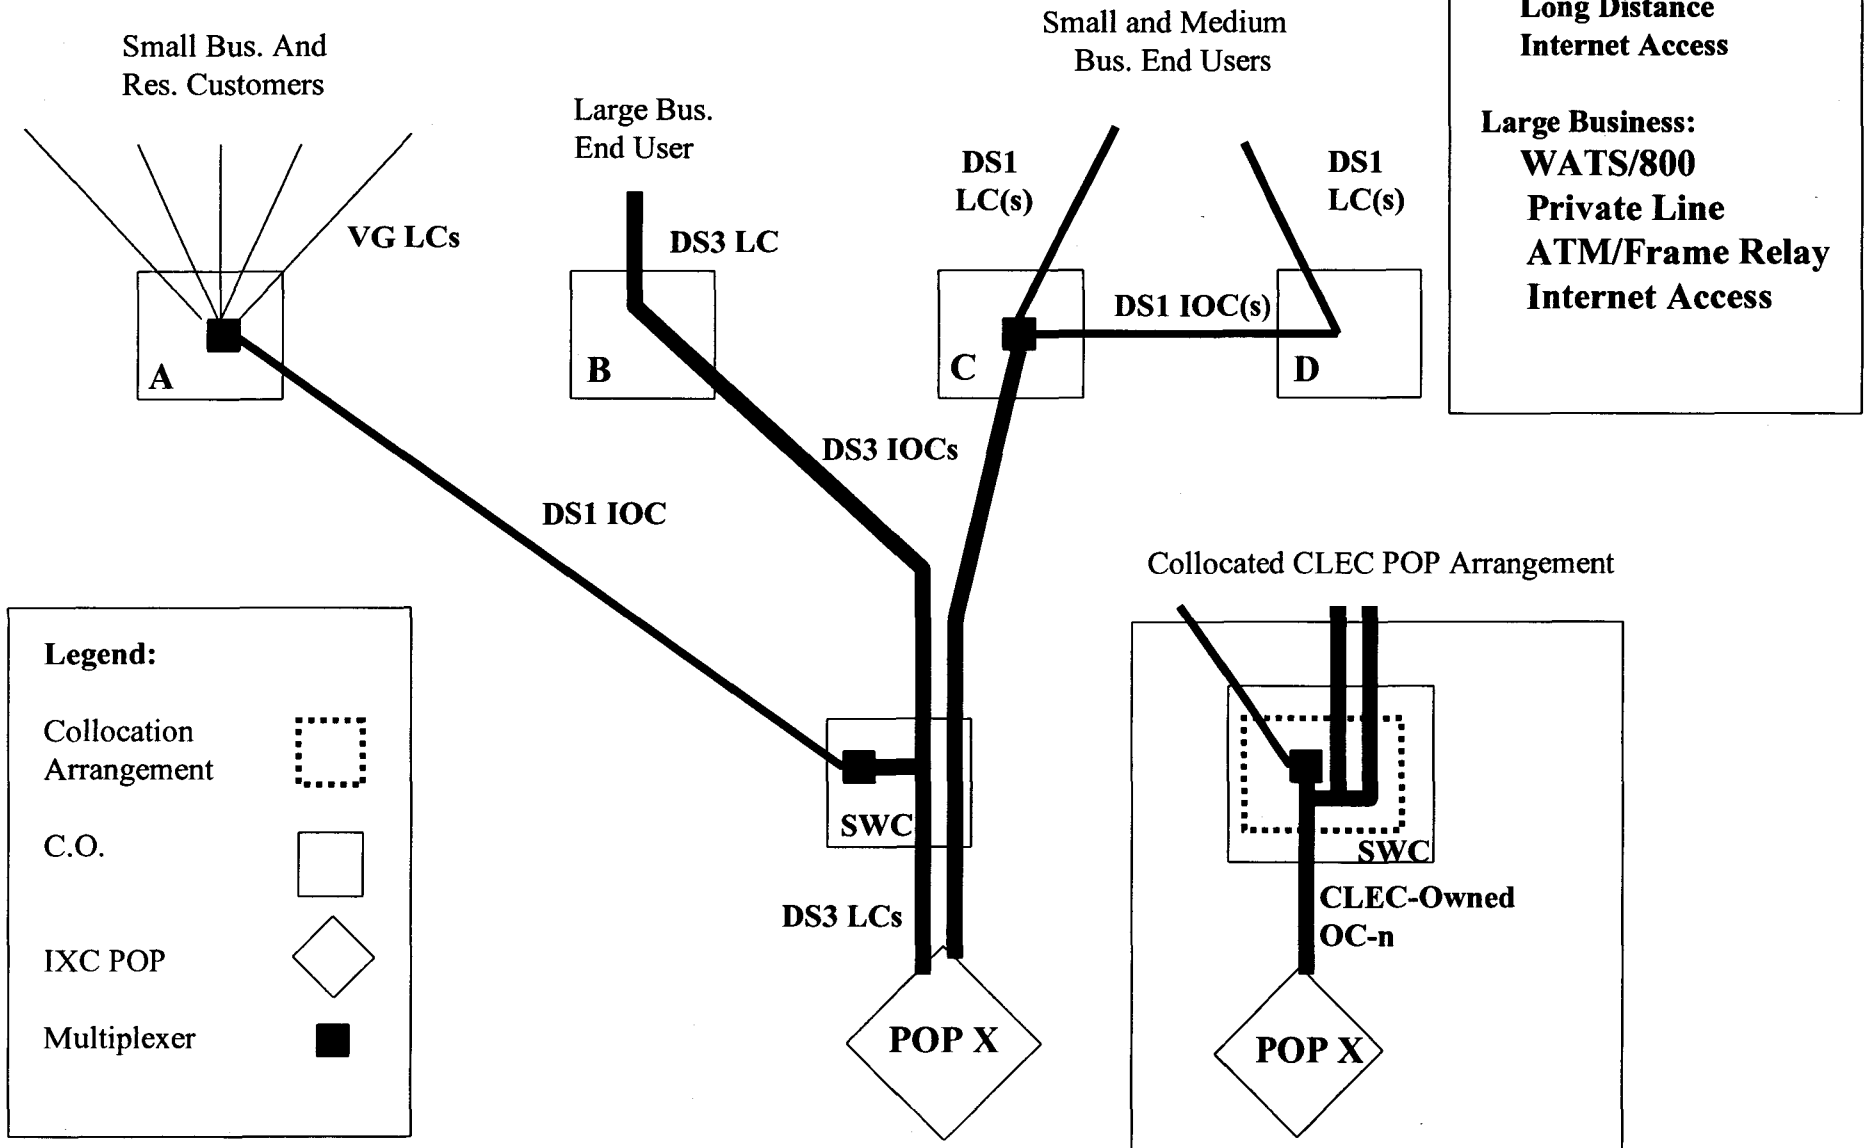 Small Bus. And
Res. Customers
Large Bus.
End User
Small and Medium
Bus. End Users
Long Distance
Internet Access
Large Business:
WATS/800
Private Line
ATM/Frame Relay
Internet Access
VG LCs
DS3 LC
DS1
LC(s)
DS1
LC(s)
DS1 IOC(s)
A
B
C
D
DS3 IOCs
DS1 IOC
Collocated CLEC POP Arrangement
Legend:
Collocation
Arrangement
C.O.
IXC POP
Multiplexer
SWC
DS3 LCs
POP X
SWC
CLEC-Owned
OC-n
POP X